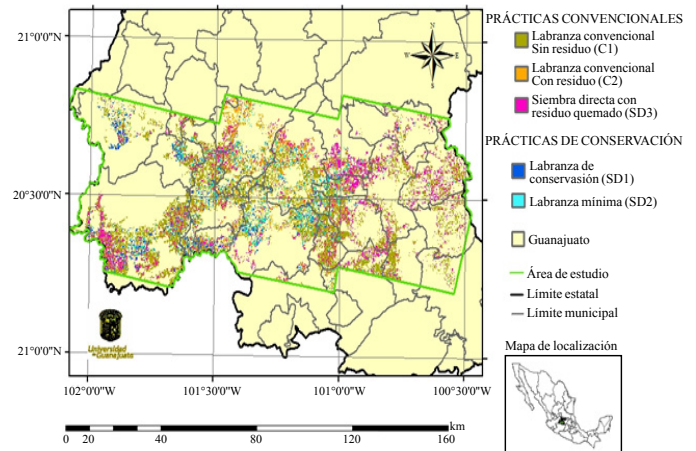 21°0'0"N
20°30'0"N
21°0'0"N
102°0'0"W
101°30'0"W
101°0'0"W
100°30'0"W
N
W
E
S
Universidad
de Guanajuato
km
0 20 40 80 120 160
PRÁCTICAS CONVENCIONALES
Labranza convencional
Sin residuo (C1)
Labranza convencional
Con residuo (C2)
Siembra directa con
residuo quemado (SD3)
PRÁCTICAS DE CONSERVACIÓN
Labranza de
conservasión (SD1)
Labranza mínima (SD2)
Guanajuato
Área de estudio
Límite estatal
Límite municipal
Mapa de localización